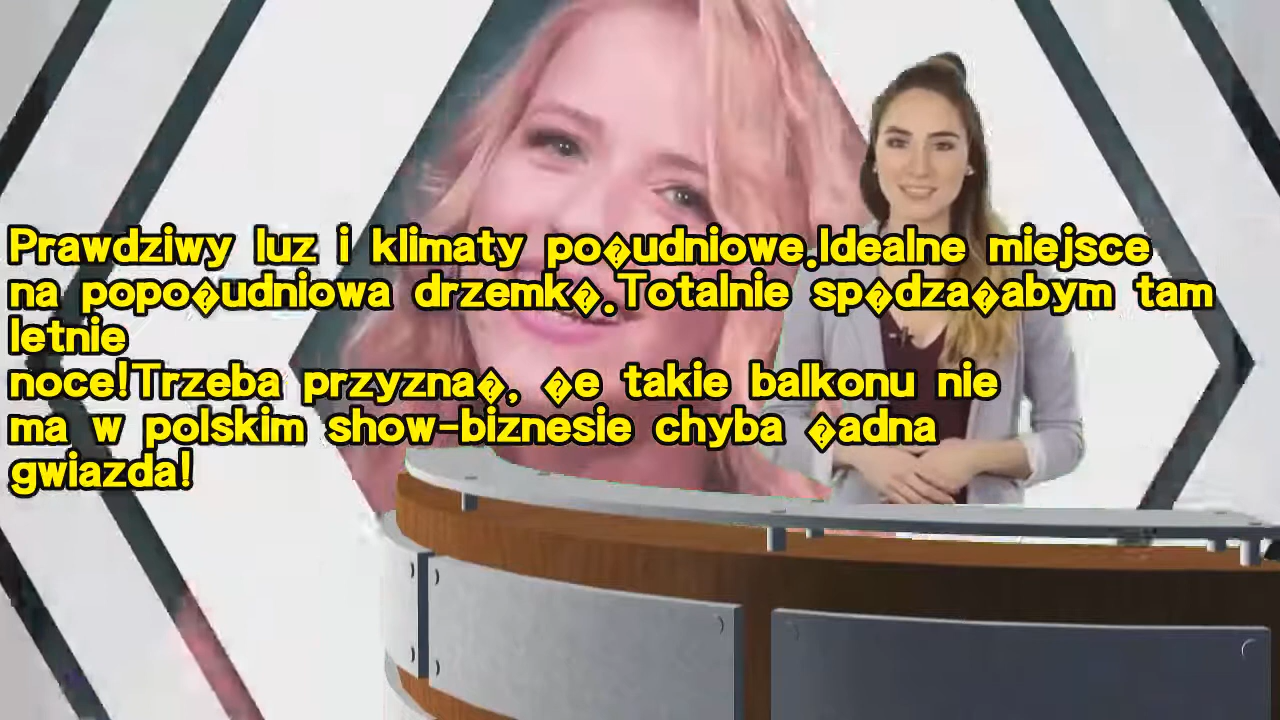 Prawdziwy luz i klimaty po�udniowe.Idealne miejsce
na popo�udniowa drzemk�.Totalnie sp�dza�abym tam
letnie
noce!Trzeba przyzna�, �e takie balkonu nie
ma w polskim show-biznesie chyba �adna
gwiazda!